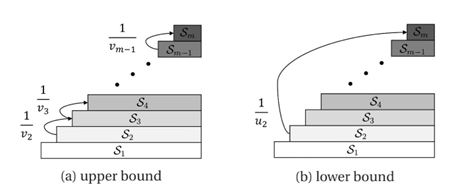 1
v_{m-1}
S_m
S_{m-1}
1
v_3
1
v_2
S_4
S_3
S_2
S_1
(a) upper bound
S_m
S_{m-1}
1
u_2
S_4
S_3
S_2
S_1
(b) lower bound